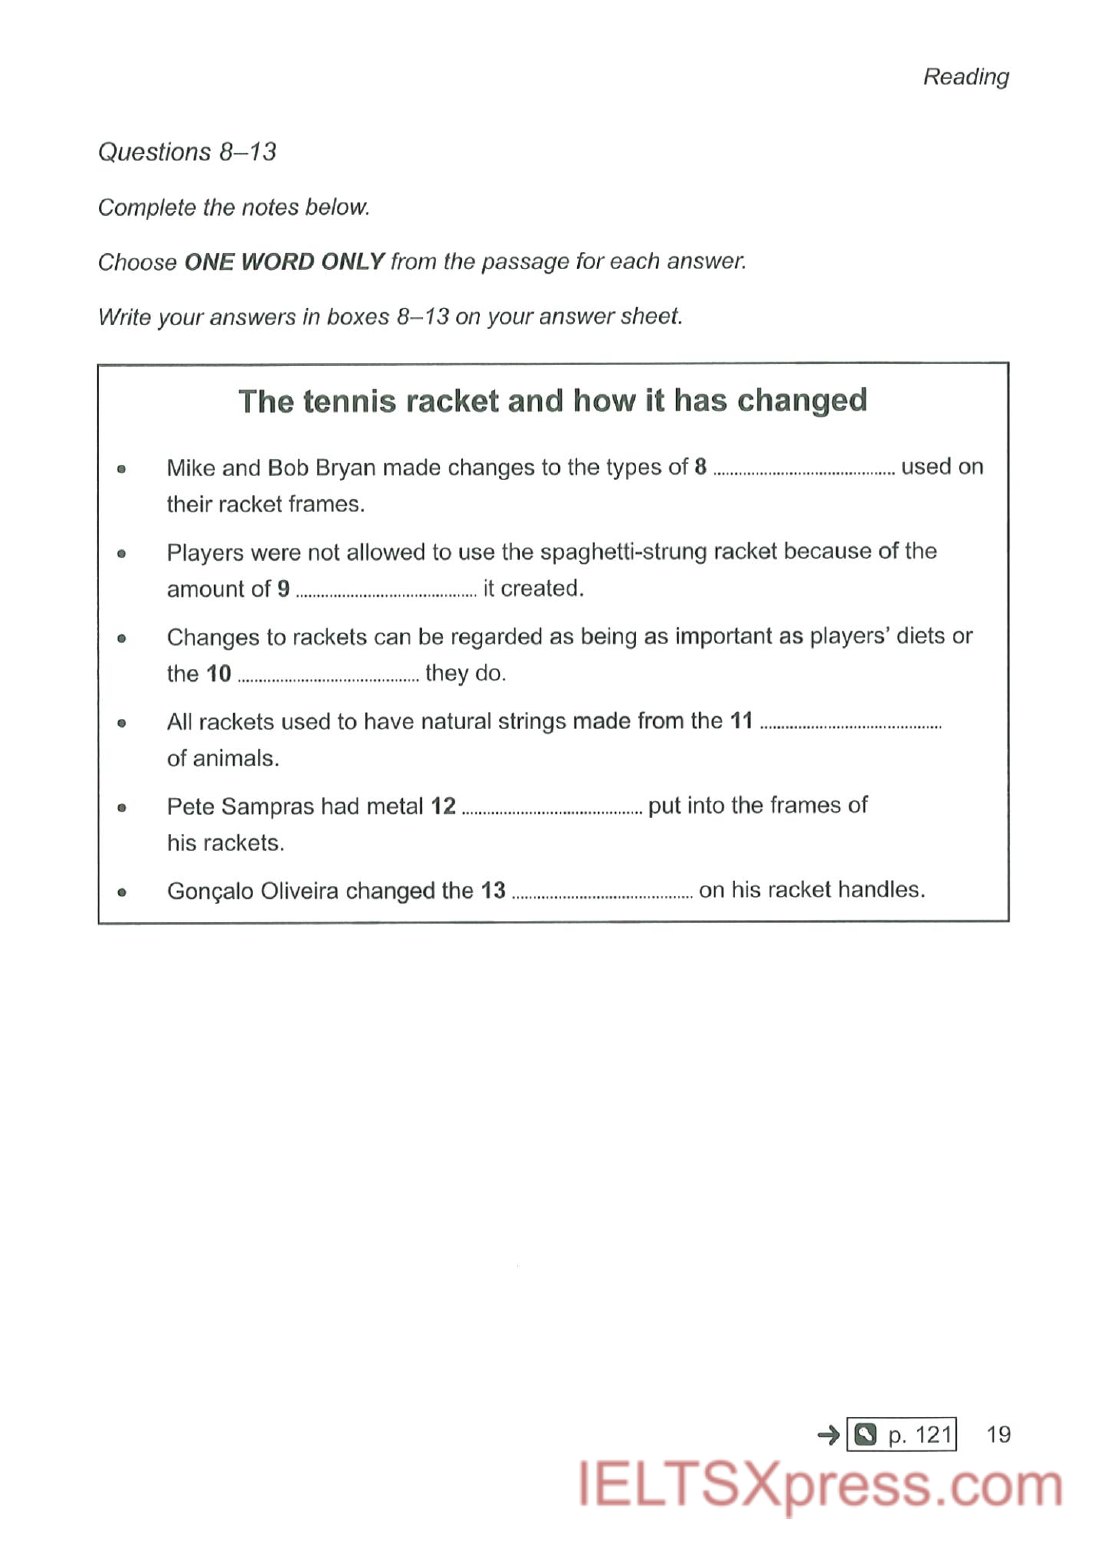 Reading
Questions 8–13
Complete the notes below.
Choose ONE WORD ONLY from the passage for each answer.
Write your answers in boxes 8–13 on your answer sheet.
The tennis racket and how it has changed
• Mike and Bob Bryan made changes to the types of 8 ........................................ used on
their racket frames.
• Players were not allowed to use the spaghetti-strung racket because of the
amount of 9 ........................................ it created.
• Changes to rackets can be regarded as being as important as players' diets or
the 10 ........................................ they do.
• All rackets used to have natural strings made from the 11 ........................................
of animals.
• Pete Sampras had metal 12 ........................................ put into the frames of
his rackets.
• Gonçalo Oliveira changed the 13 ........................................ on his racket handles.
→ p. 121 19
IELTSXpress.com